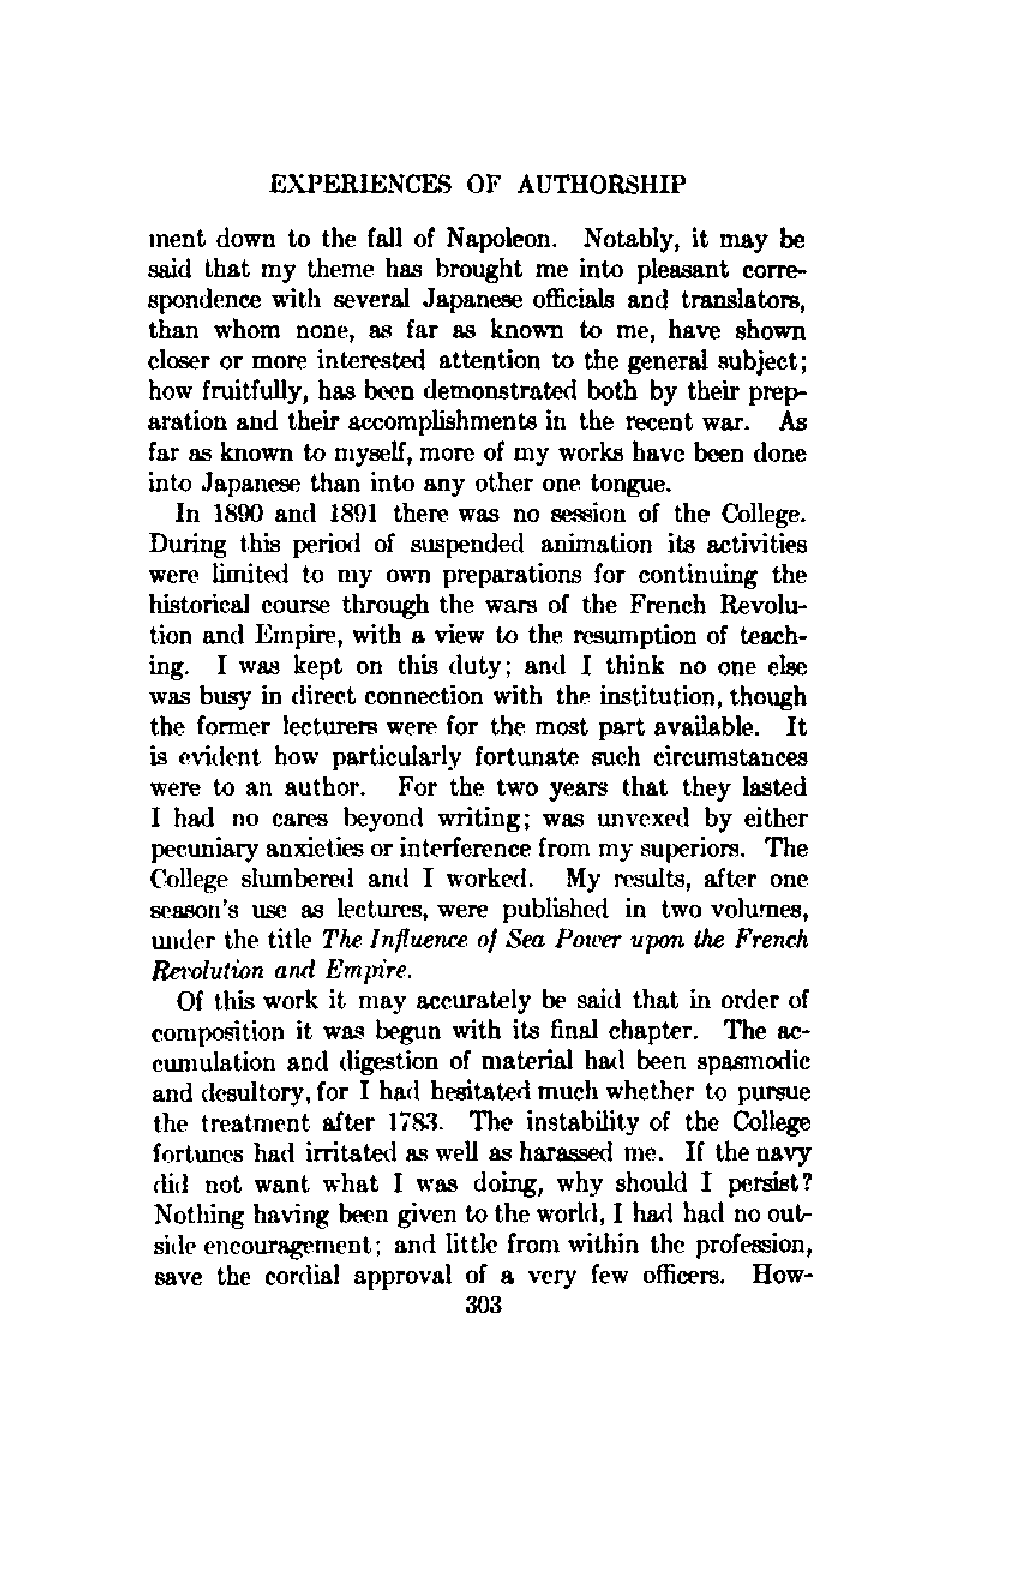 EXPERIENCES OF AUTHORSHIP
ment down to the fall of Napoleon. Notably, it may be
said that my theme has brought me into pleasant corre-
spondence with several Japanese officials and translators,
than whom none, as far as known to me, have shown
closer or more interested attention to the general subject;
how fruitfully, has been demonstrated both by their prep-
aration and their accomplishments in the recent war. As
far as known to myself, more of my works have been done
into Japanese than into any other one tongue.
In 1890 and 1891 there was no session of the College.
During this period of suspended animation its activities
were limited to my own preparations for continuing the
historical course through the wars of the French Revolu-
tion and Empire, with a view to the resumption of teach-
ing. I was kept on this duty; and I think no one else
was busy in direct connection with the institution, though
the former lecturers were for the most part available. It
is evident how particularly fortunate such circumstances
were to an author. For the two years that they lasted
I had no cares beyond writing; was unvexed by either
pecuniary anxieties or interference from my superiors. The
College slumbered and I worked. My results, after one
season's use as lectures, were published in two volumes,
under the title The Influence of Sea Power upon the French
Revolution and Empire.
Of this work it may accurately be said that in order of
composition it was begun with its final chapter. The ac-
cumulation and digestion of material had been spasmodic
and desultory, for I had hesitated much whether to pursue
the treatment after 1783. The instability of the College
fortunes had irritated as well as harassed me. If the navy
did not want what I was doing, why should I persist?
Nothing having been given to the world, I had had no out-
side encouragement; and little from within the profession,
save the cordial approval of a very few officers. How-
303